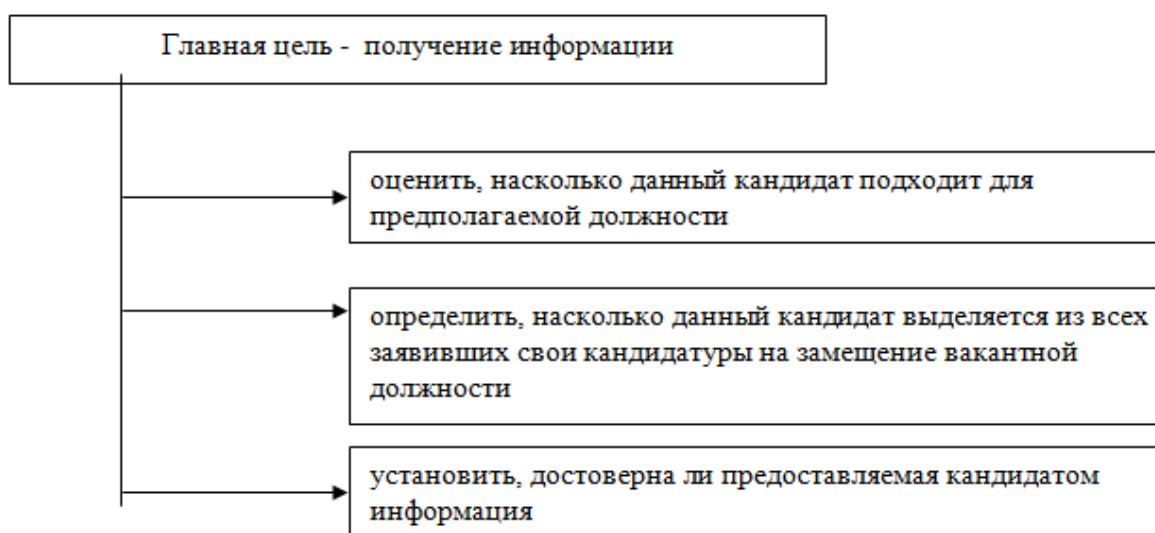 Главная цель - получение информации
оценить, насколько данный кандидат подходит для
предполагаемой должности
определить, насколько данный кандидат выделяется из всех
заявивших свои кандидатуры на замещение вакантной
должности
установить, достоверна ли предоставляемая кандидатом
информация